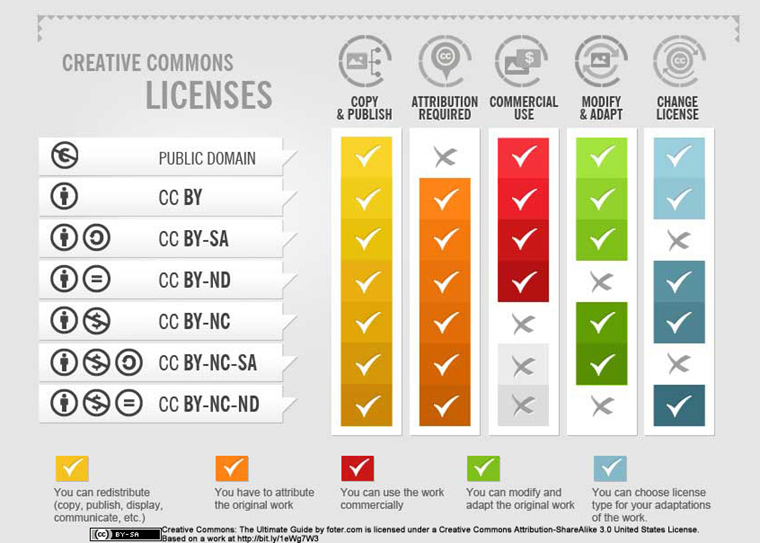 CREATIVE COMMONS
LICENSES
COPY
& PUBLISH
ATTRIBUTION
REQUIRED
COMMERCIAL
USE
MODIFY
& ADAPT
CHANGE
LICENSE
PUBLIC DOMAIN
CC BY
CC BY-SA
CC BY-ND
CC BY-NC
CC BY-NC-SA
CC BY-NC-ND
You can redistribute
(copy, publish, display,
communicate, etc.)
You have to attribute
the original work
You can use the work
commercially
You can modify and
adapt the original work
You can choose license
type for your adaptations
of the work.
(cc) BY-SA
Creative Commons: The Ultimate Guide by foter.com is licensed under a Creative Commons Attribution-ShareAlike 3.0 United States License.
Based on a work at http://bit.ly/1eWg7W3